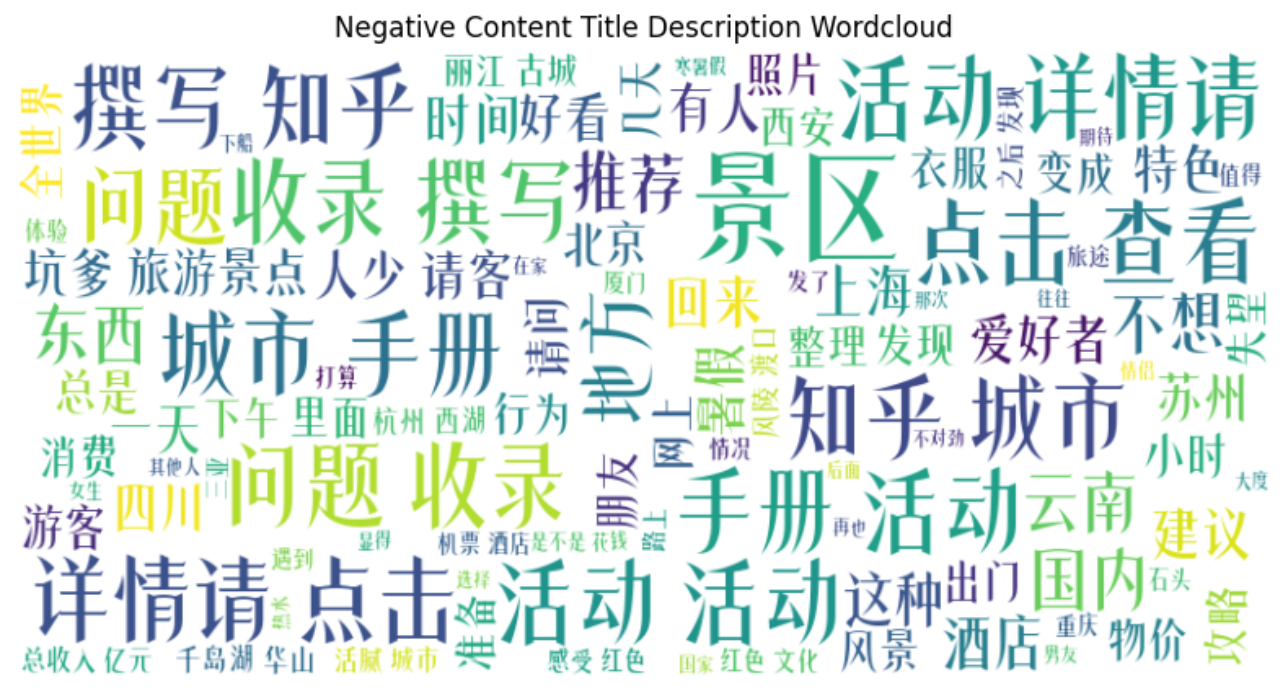 Negative Content Title Description Wordcloud
全世界
撰写 知乎
下船
丽江 古城
时间
好看
几天
寒暑假
有人
照片
西安
活动
详情请
之后 发现
期待
问题
收录 撰写
推荐
景区
衣服
变成
特色
值得
体验
北京
点击
查看
旅途
坑爹 旅游景点
人少
请客
在家
厦门
回来
发了
上海
那次
往往
不想
失望
东西
城市 手册
请问
地方
暑假
风陵 渡口
整理 发现
爱好者
总是
打算
一天
下午
里面
杭州 西湖
行为
网上
情况
知乎 城市
不对劲
情侣
苏州
小时
大度
消费
其他人
三亚
女生
四川
问题 收录
朋友
路上
后面
手册 活动
再也
云南
建议
游客
显得
机票 酒店
是不是 花钱
遇到
热水
详情请 点击
选择
准备
活动
活动
这种
出门
国内
石头
攻略
总收入 亿元
千岛湖 华山
活腻 城市
感受 红色
国家
红色 文化
风景
酒店
男友
重庆
物价